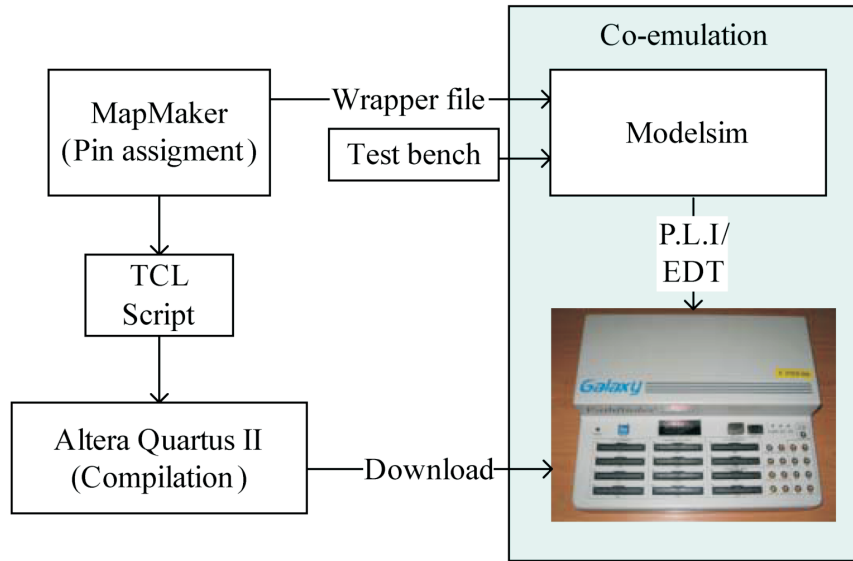 Co-emulation
MapMaker
(Pin assigment)
Wrapper file
Test bench
Modelsim
P.L.I/
EDT
TCL
Script
Galaxy
Pathfinder
Altera Quartus II
(Compilation)
Download